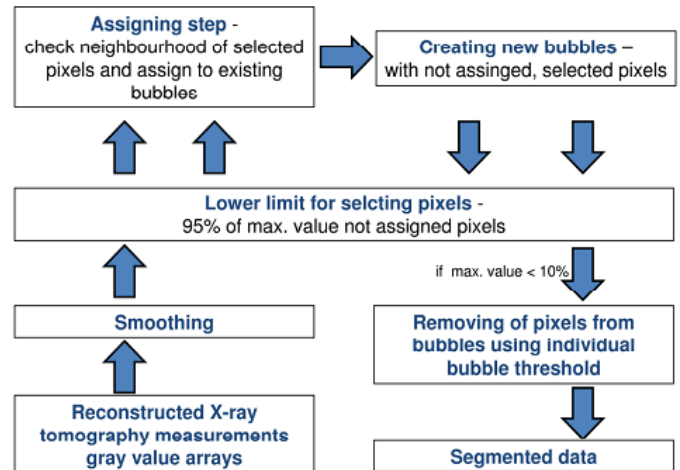 Assigning step -
check neighbourhood of selected
pixels and assign to existing
bubbles
Creating new bubbles –
with not assinged, selected pixels
Lower limit for selcting pixels -
95% of max. value not assigned pixels
if max. value < 10%
Smoothing
Removing of pixels from
bubbles using individual
bubble threshold
Reconstructed X-ray
tomography measurements
gray value arrays
Segmented data